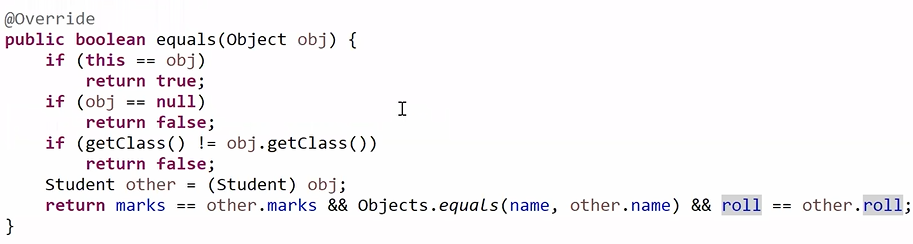 @Override
public boolean equals(Object obj) {
    if (this == obj)
        return true;
    if (obj == null)
        return false;
    if (getClass() != obj.getClass())
        return false;
    Student other = (Student) obj;
    return marks == other.marks && Objects.equals(name, other.name) && roll == other.roll;
}